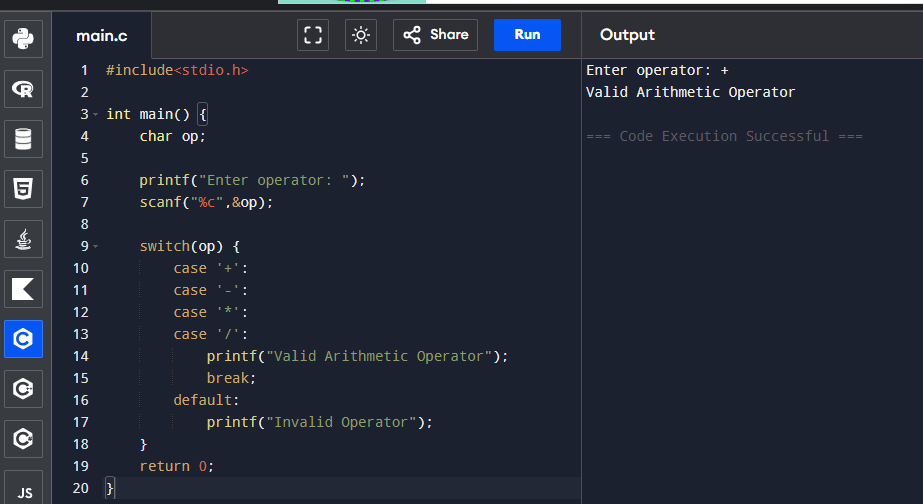 main.c
Share
Run
Output
1 #include<stdio.h>
2
3 int main() {
4     char op;
5
6     printf("Enter operator: ");
7     scanf("%c",&op);
8
9     switch(op) {
10         case '+':
11         case '-':
12         case '*':
13         case '/':
14             printf("Valid Arithmetic Operator");
15             break;
16         default:
17             printf("Invalid Operator");
18     }
19     return 0;
20 }
Enter operator: +
Valid Arithmetic Operator
=== Code Execution Successful ===
R
5
C
C
C
JS